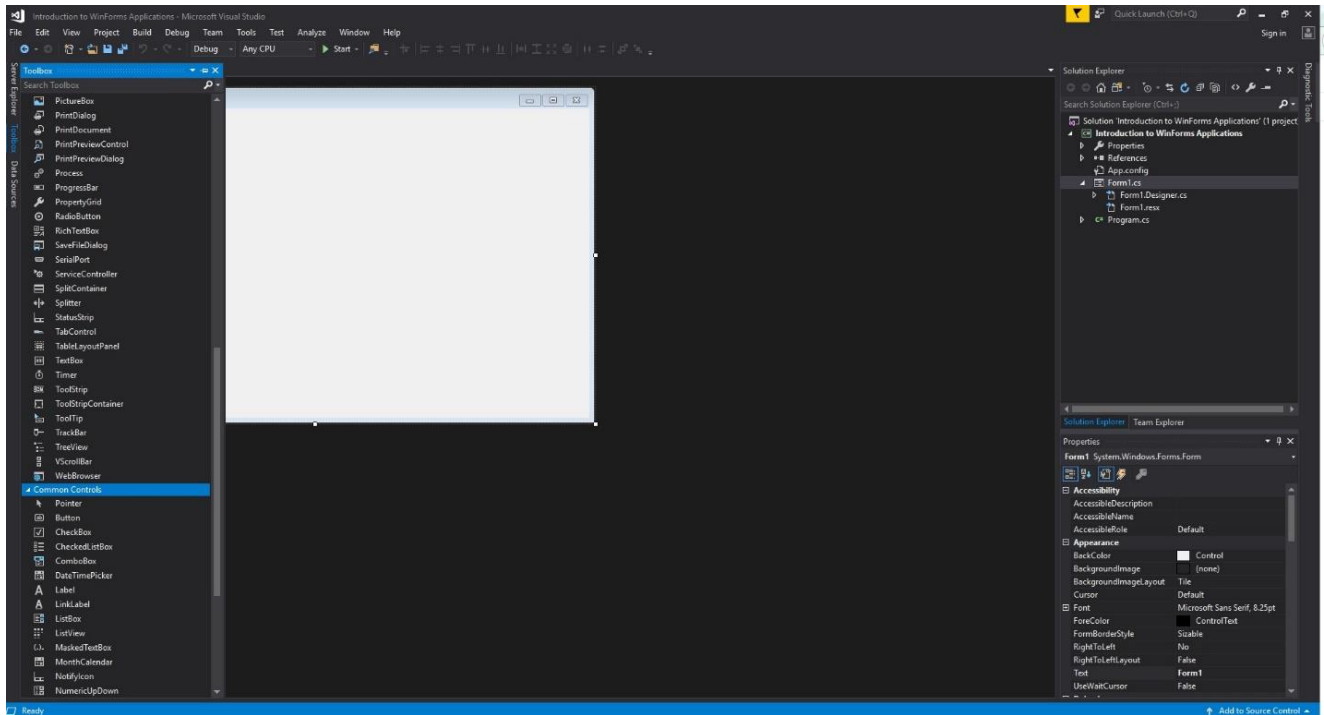 Introduction to WinForms Applications - Microsoft Visual Studio
Quick Launch (Ctrl+Q)
File Edit View Project Build Debug Team Tools Test Analyze Window Help
Sign in
Debug Any CPU Start
Server Explorer
Toolbox
Data Sources
Toolbox
Search Toolbox
PictureBox
PrintDialog
PrintDocument
PrintPreviewControl
PrintPreviewDialog
Process
ProgressBar
PropertyGrid
RadioButton
RichTextBox
SaveFileDialog
SerialPort
ServiceController
SplitContainer
Splitter
StatusStrip
TabControl
TableLayoutPanel
TextBox
Timer
ToolStrip
ToolStripContainer
ToolTip
TrackBar
TreeView
VScrollBar
WebBrowser
Common Controls
Pointer
Button
CheckBox
CheckedListBox
ComboBox
DateTimePicker
Label
LinkLabel
ListBox
ListView
MaskedTextBox
MonthCalendar
NotifyIcon
NumericUpDown
Solution Explorer
Search Solution Explorer (Ctrl+;)
Solution 'Introduction to WinForms Applications' (1 project
Introduction to WinForms Applications
Properties
References
App.config
Form1.cs
Form1.Designer.cs
Form1.resx
C# Program.cs
Solution Explorer Team Explorer
Properties
Form1 System.Windows.Forms.Form
Accessibility
AccessibleDescription
AccessibleName
AccessibleRole Default
Appearance
BackColor Control
BackgroundImage (none)
BackgroundImageLayout Tile
Cursor Default
Font Microsoft Sans Serif, 8.25pt
ForeColor ControlText
FormBorderStyle Sizable
RightToLeft No
RightToLeftLayout False
Text Form1
UseWaitCursor False
Diagnostic Tools
Ready
Add to Source Control